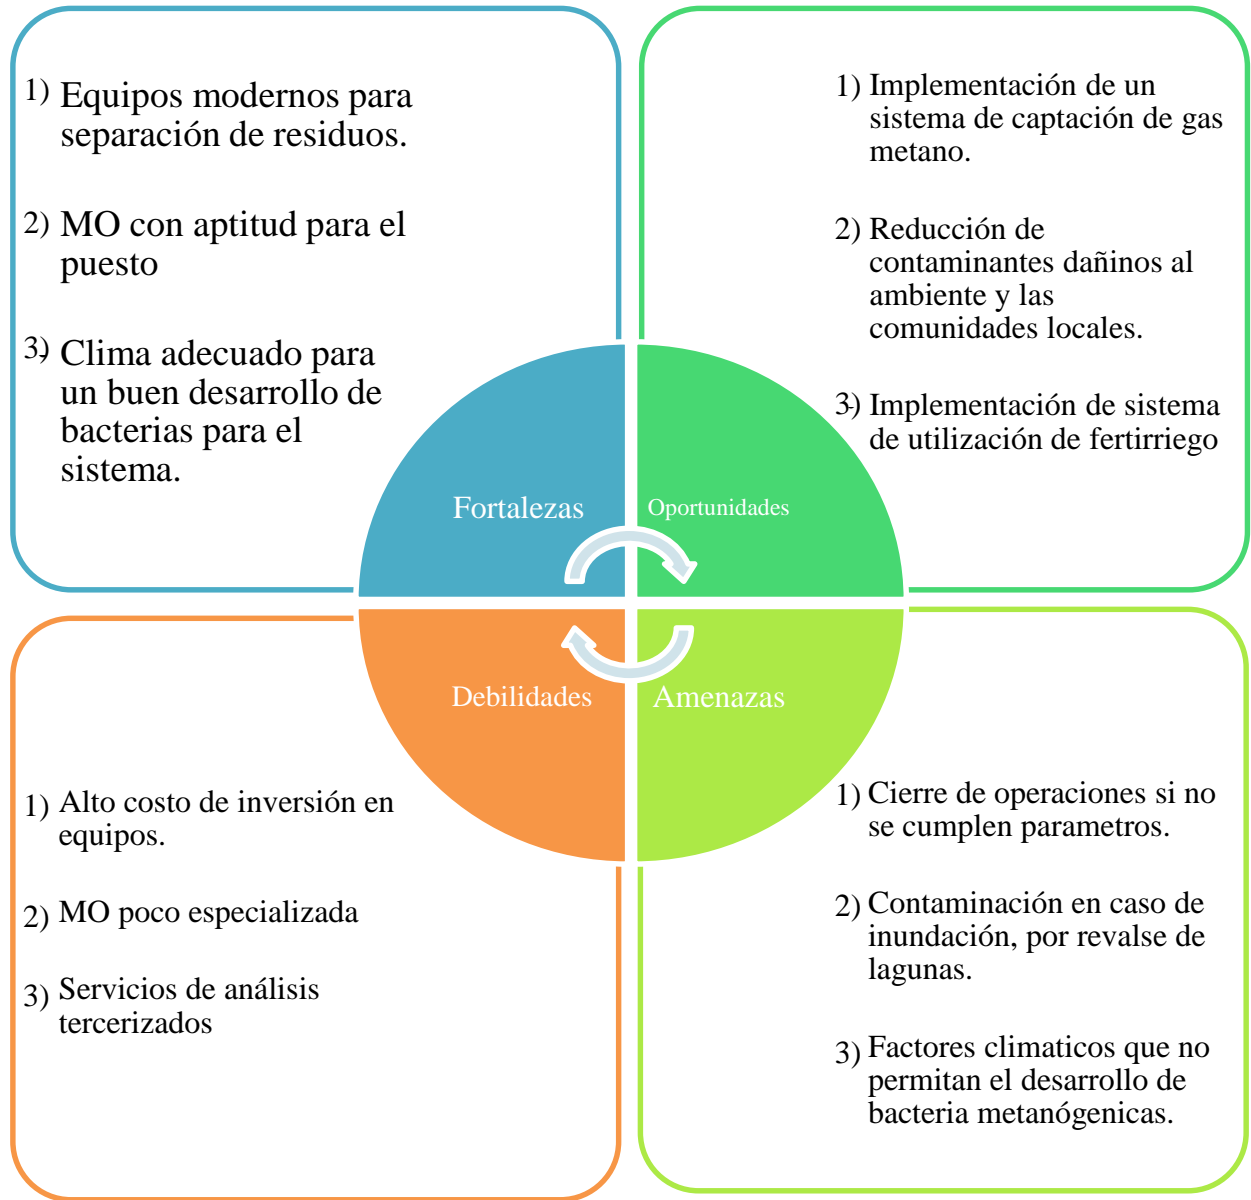 1) Equipos modernos para
separación de residuos.
2) MO con aptitud para el
puesto
3) Clima adecuado para
un buen desarrollo de
bacterias para el
sistema.
1) Implementación de un
sistema de captación de gas
metano.
2) Reducción de
contaminantes dañinos al
ambiente y las
comunidades locales.
3) Implementación de sistema
de utilización de fertirriego
Fortalezas
Oportunidades
Debilidades
Amenazas
1) Alto costo de inversión en
equipos.
2) MO poco especializada
3) Servicios de análisis
tercerizados
1) Cierre de operaciones si no
se cumplen parametros.
2) Contaminación en caso de
inundación, por revalse de
lagunas.
3) Factores climaticos que no
permitan el desarrollo de
bacteria metanógenicas.